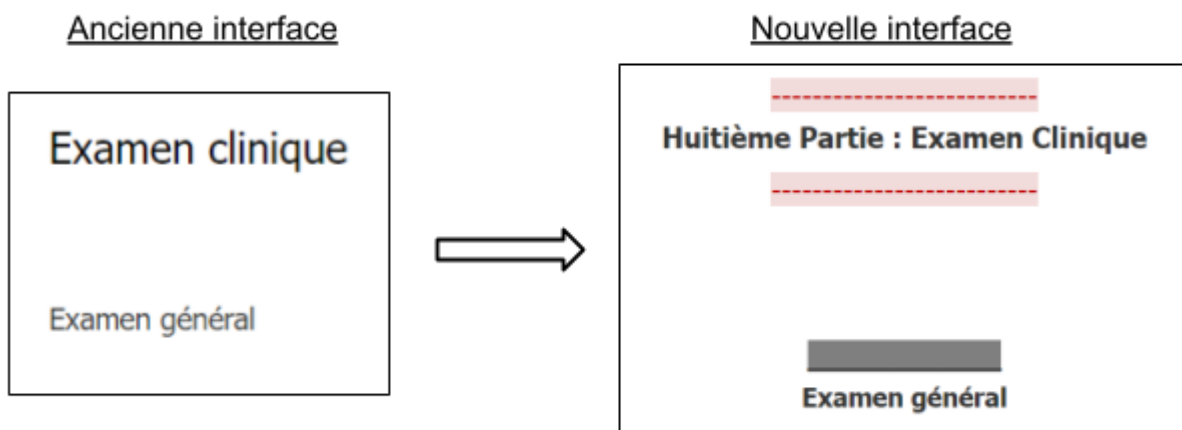 Ancienne interface
Nouvelle interface
Examen clinique
Examen général
---------------------------
Huitième Partie : Examen Clinique
---------------------------
Examen général